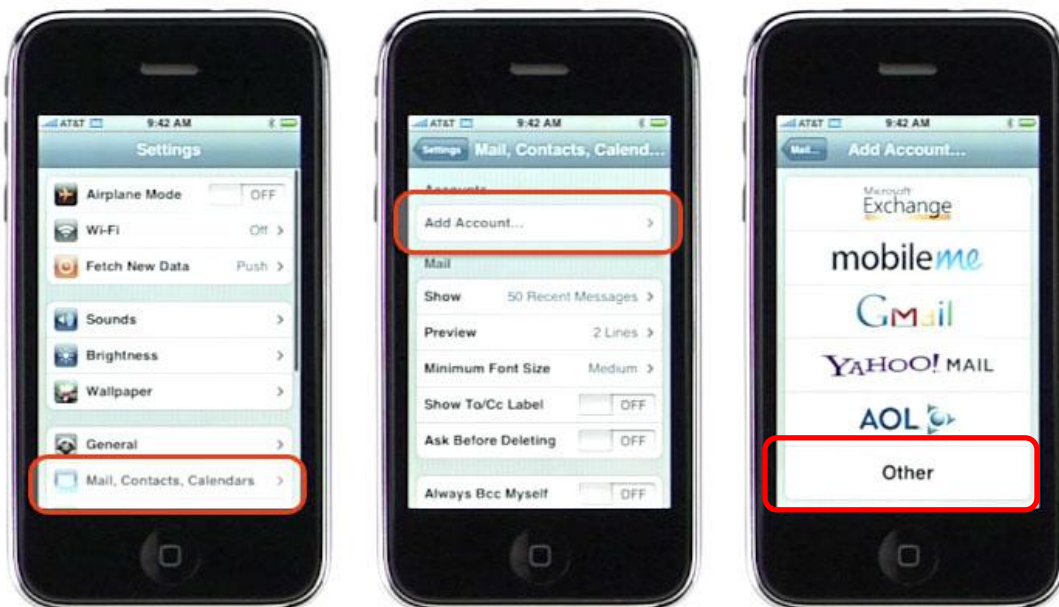 AT&T 9:42 AM
Settings
Airplane Mode OFF
Wi-Fi Off
Fetch New Data Push
Sounds
Brightness
Wallpaper
General
Mail, Contacts, Calendars
AT&T 9:42 AM
Settings Mail, Contacts, Calend...
Accounts
Add Account...
Mail
Show 50 Recent Messages
Preview 2 Lines
Minimum Font Size Medium
Show To/Cc Label OFF
Ask Before Deleting OFF
Always Bcc Myself OFF
AT&T 9:42 AM
Mail... Add Account...
Microsoft
Exchange
mobileme
Gmail
YAHOO! MAIL
AOL
Other